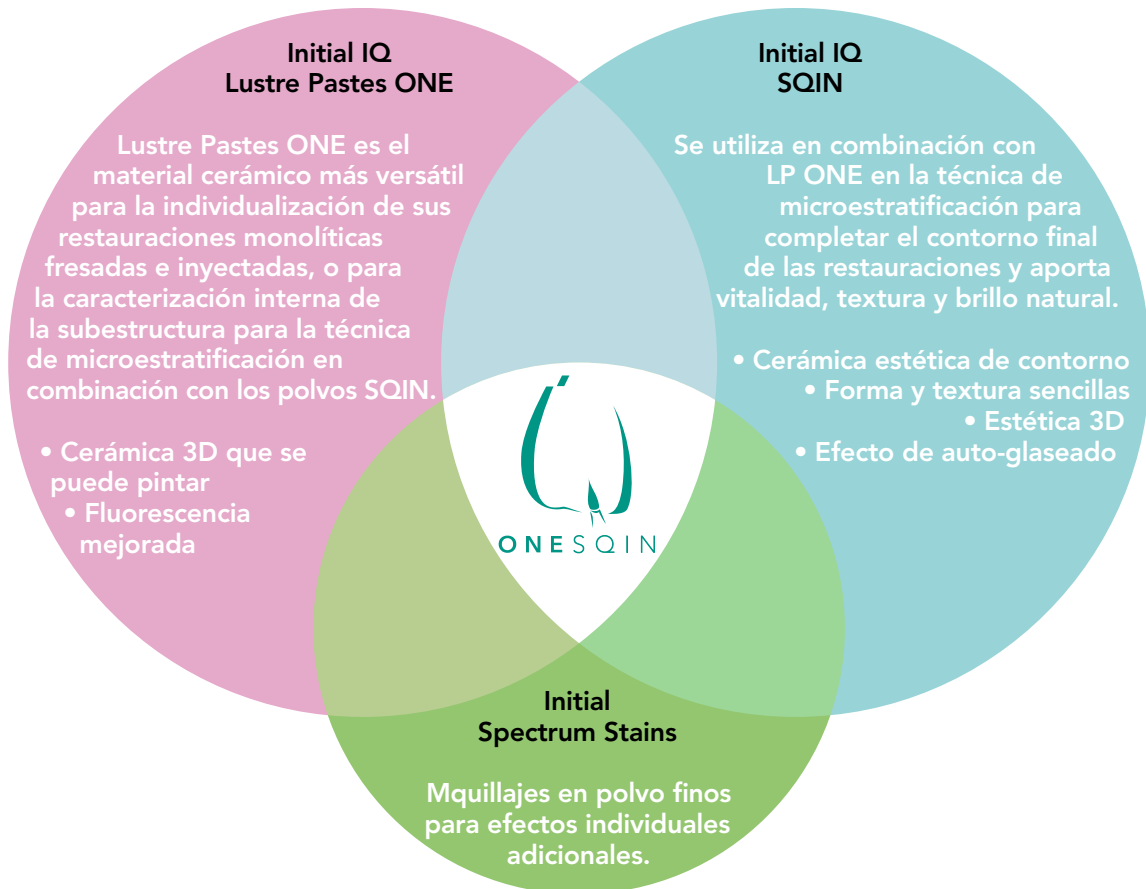 Initial IQ
Lustre Pastes ONE
Lustre Pastes ONE es el
material cerámico más versátil
para la individualización de sus
restauraciones monolíticas
fresadas e inyectadas, o para
la caracterización interna de
la subestructura para la técnica
de microestratificación en
combinación con los polvos SQIN.
• Cerámica 3D que se
puede pintar
• Fluorescencia
mejorada
Initial IQ
SQIN
Se utiliza en combinación con
LP ONE en la técnica de
microestratificación para
completar el contorno final
de las restauraciones y aporta
vitalidad, textura y brillo natural.
• Cerámica estética de contorno
• Forma y textura sencillas
• Estética 3D
• Efecto de auto-glaseado
ONESQIN
Initial
Spectrum Stains
Mquillajes en polvo finos
para efectos individuales
adicionales.